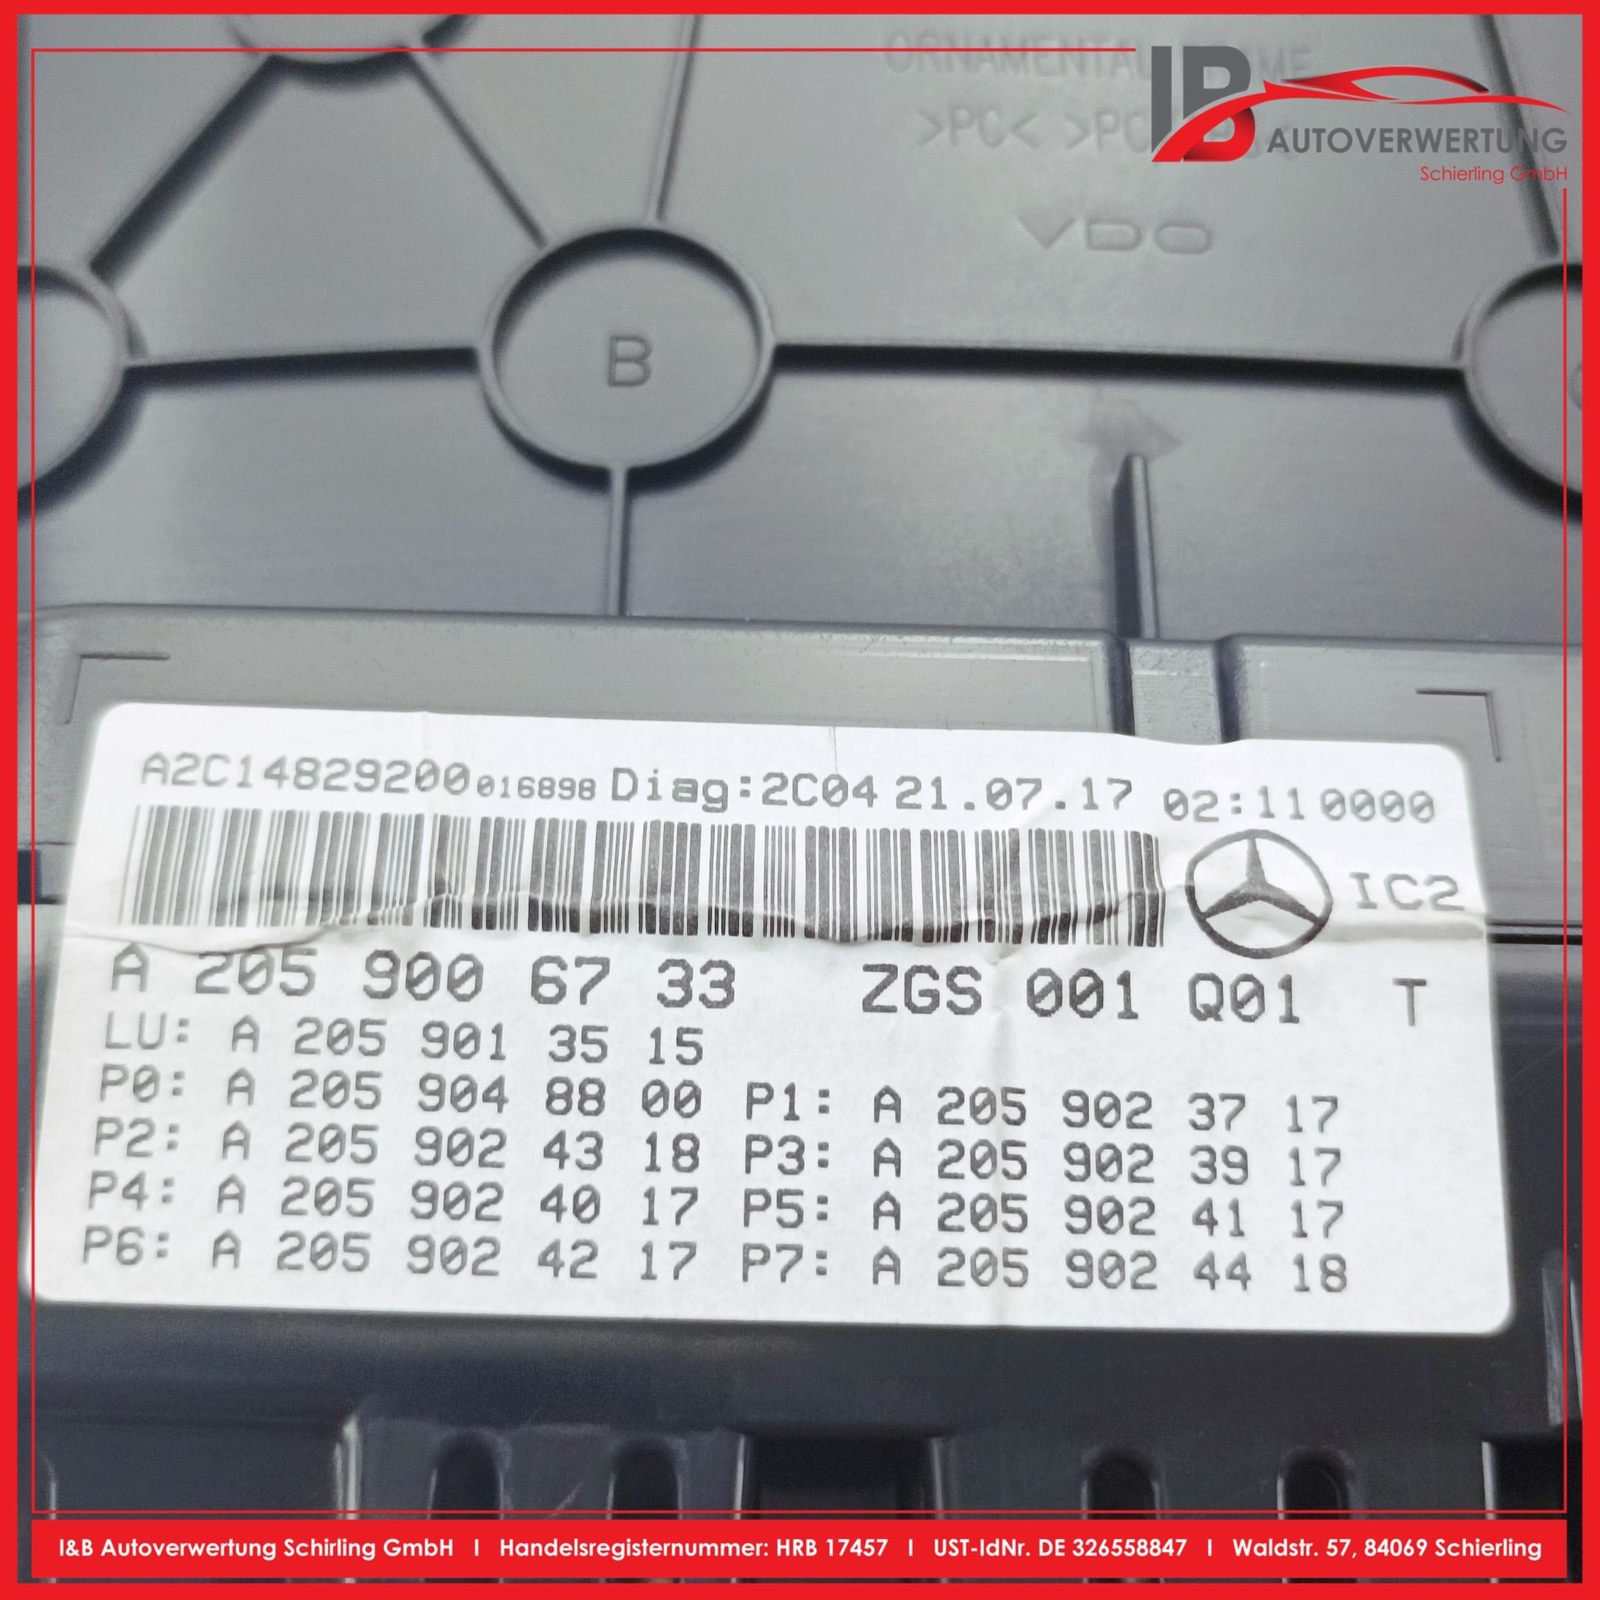 ORNAMENTAL
>PC< >PC
IB
AUTOVERWERTUNG
Schierling GmbH
VDO
B
A2C14829200 016898 Diag:2C04 21.07.17 02:11 0000
IC2
A 205 900 67 33 ZGS 001 Q01 T
LU: A 205 901 35 15
P0: A 205 904 88 00 P1: A 205 902 37 17
P2: A 205 902 43 18 P3: A 205 902 39 17
P4: A 205 902 40 17 P5: A 205 902 41 17
P6: A 205 902 42 17 P7: A 205 902 44 18
I&B Autoverwertung Schirling GmbH I Handelsregisternummer: HRB 17457 I UST-IdNr. DE 326558847 I Waldstr. 57, 84069 Schierling